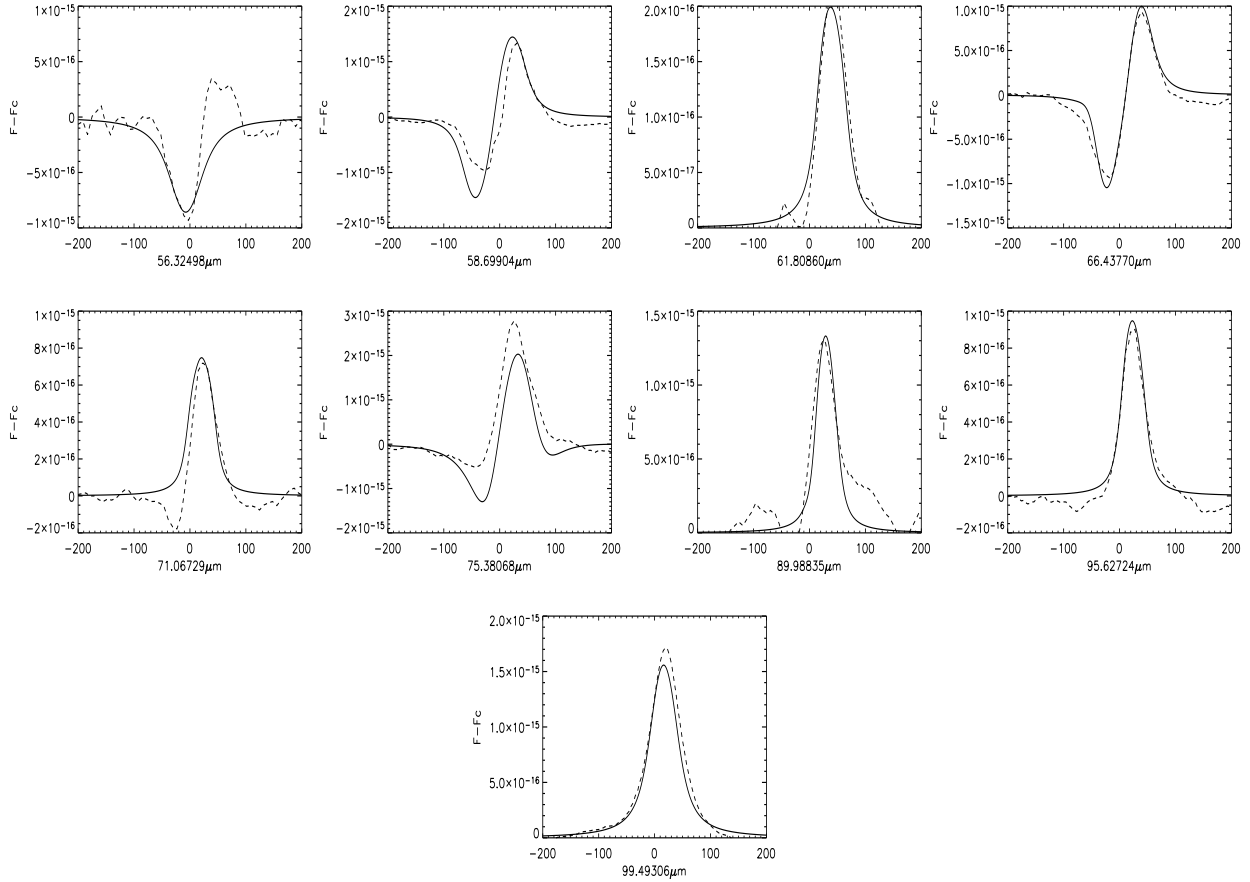 1×10⁻¹⁵
5×10⁻¹⁶
0
−5×10⁻¹⁶
−1×10⁻¹⁵
F−Fc
−200 −100 0 100 200
56.32498μm
2×10⁻¹⁵
1×10⁻¹⁵
0
−1×10⁻¹⁵
−2×10⁻¹⁵
F−Fc
−200 −100 0 100 200
58.69904μm
2.0×10⁻¹⁶
1.5×10⁻¹⁶
1.0×10⁻¹⁶
5.0×10⁻¹⁷
0
F−Fc
−200 −100 0 100 200
61.80860μm
1.0×10⁻¹⁵
5.0×10⁻¹⁶
0
−5.0×10⁻¹⁶
−1.0×10⁻¹⁵
−1.5×10⁻¹⁵
F−Fc
−200 −100 0 100 200
66.43770μm
1×10⁻¹⁵
8×10⁻¹⁶
6×10⁻¹⁶
4×10⁻¹⁶
2×10⁻¹⁶
0
−2×10⁻¹⁶
F−Fc
−200 −100 0 100 200
71.06729μm
3×10⁻¹⁵
2×10⁻¹⁵
1×10⁻¹⁵
0
−1×10⁻¹⁵
−2×10⁻¹⁵
F−Fc
−200 −100 0 100 200
75.38068μm
1.5×10⁻¹⁵
1.0×10⁻¹⁵
5.0×10⁻¹⁶
0
F−Fc
−200 −100 0 100 200
89.98835μm
1×10⁻¹⁵
8×10⁻¹⁶
6×10⁻¹⁶
4×10⁻¹⁶
2×10⁻¹⁶
0
−2×10⁻¹⁶
F−Fc
−200 −100 0 100 200
95.62724μm
2.0×10⁻¹⁵
1.5×10⁻¹⁵
1.0×10⁻¹⁵
5.0×10⁻¹⁶
0
F−Fc
−200 −100 0 100 200
99.49306μm